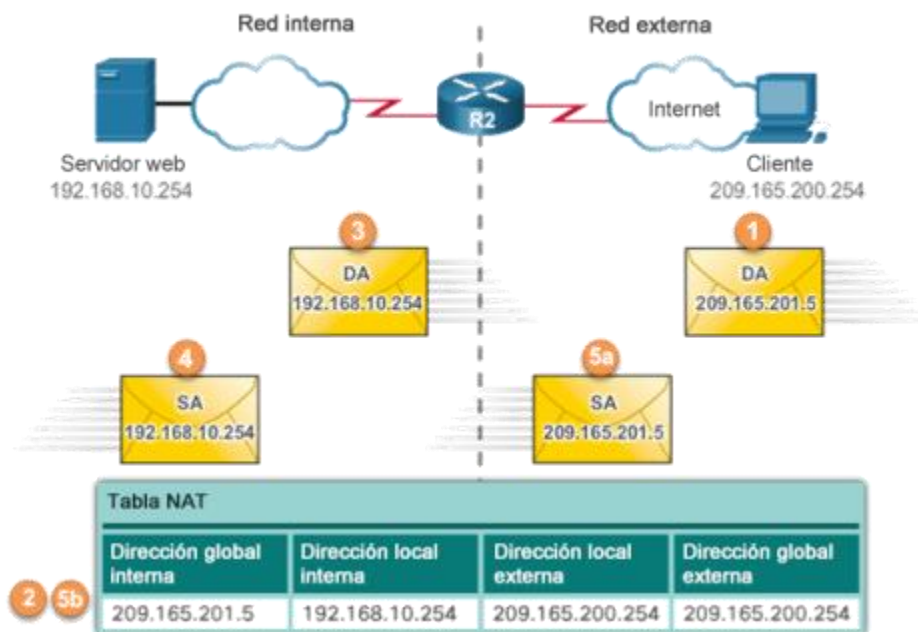 Red interna
Red externa
R2
Internet
Servidor web
192.168.10.254
Cliente
209.165.200.254
3
DA
192.168.10.254
1
DA
209.165.201.5
4
SA
192.168.10.254
5a
SA
209.165.201.5
Tabla NAT
Dirección global interna
Dirección local interna
Dirección local externa
Dirección global externa
2 5b
209.165.201.5
192.168.10.254
209.165.200.254
209.165.200.254